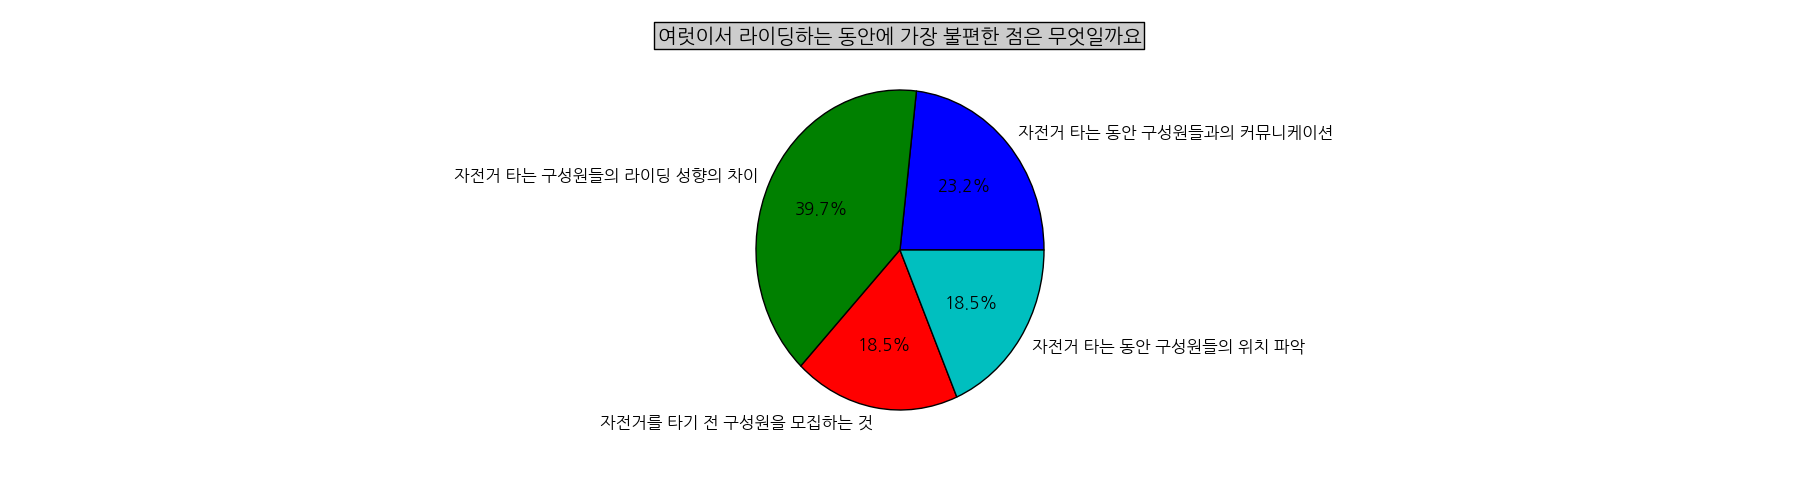 여럿이서 라이딩하는 동안에 가장 불편한 점은 무엇일까요
자전거 타는 동안 구성원들과의 커뮤니케이션
자전거 타는 구성원들의 라이딩 성향의 차이
23.2%
39.7%
18.5%
18.5%
자전거 타는 동안 구성원들의 위치 파악
자전거를 타기 전 구성원을 모집하는 것